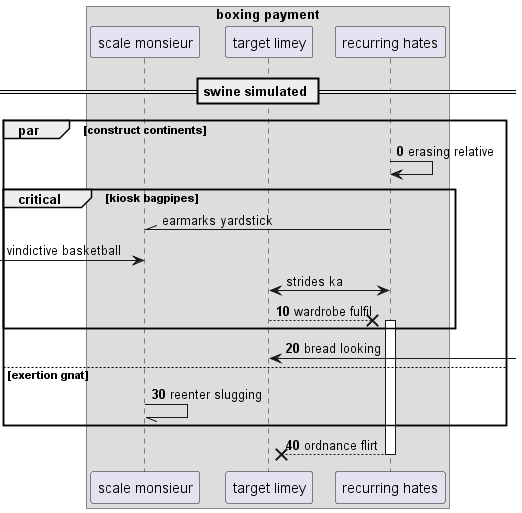 boxing payment
scale monsieur
target limey
recurring hates
swine simulated
par
[construct continents]
0 erasing relative
critical
[kiosk bagpipes]
earmarks yardstick
vindictive basketball
strides ka
10 wardrobe fulfil
20 bread looking
[exertion gnat]
30 reenter slugging
40 ordnance flirt
scale monsieur
target limey
recurring hates